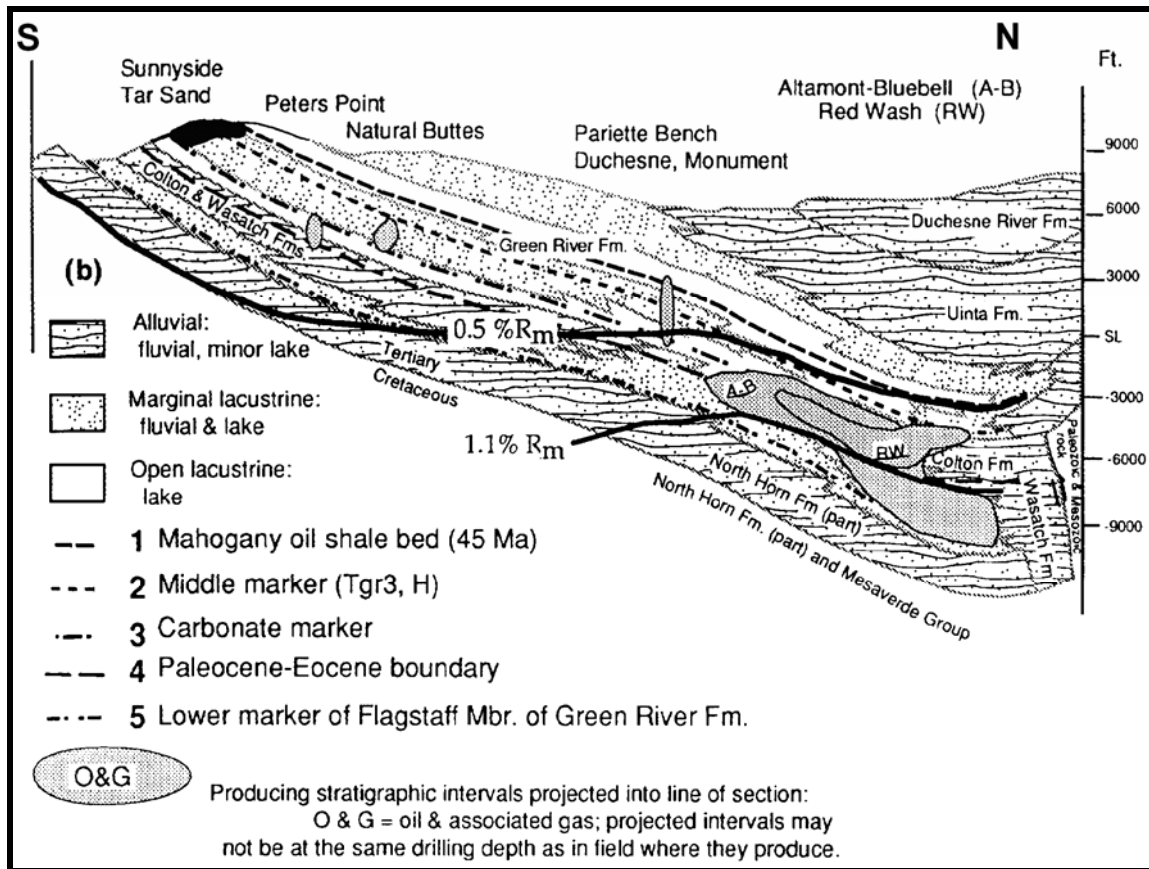 S
N
Ft.
Sunnyside
Tar Sand
Peters Point
Natural Buttes
Pariette Bench
Duchesne, Monument
Altamont-Bluebell (A-B)
Red Wash (RW)
9000
6000
3000
SL
-3000
-6000
-9000
Duchesne River Fm.
Uinta Fm.
Green River Fm.
Colton & Wasatch Fms.
0.5 %Rm
Tertiary
Cretaceous
1.1% Rm
A-B
RW
Colton Fm
Wasatch Fm
Paleozoic & Mesozoic
rock
North Horn Fm (part)
North Horn Fm. (part) and Mesaverde Group
(b)
Alluvial:
fluvial, minor lake
Marginal lacustrine:
fluvial & lake
Open lacustrine:
lake
1 Mahogany oil shale bed (45 Ma)
2 Middle marker (Tgr3, H)
3 Carbonate marker
4 Paleocene-Eocene boundary
5 Lower marker of Flagstaff Mbr. of Green River Fm.
O&G
Producing stratigraphic intervals projected into line of section:
O & G = oil & associated gas; projected intervals may
not be at the same drilling depth as in field where they produce.